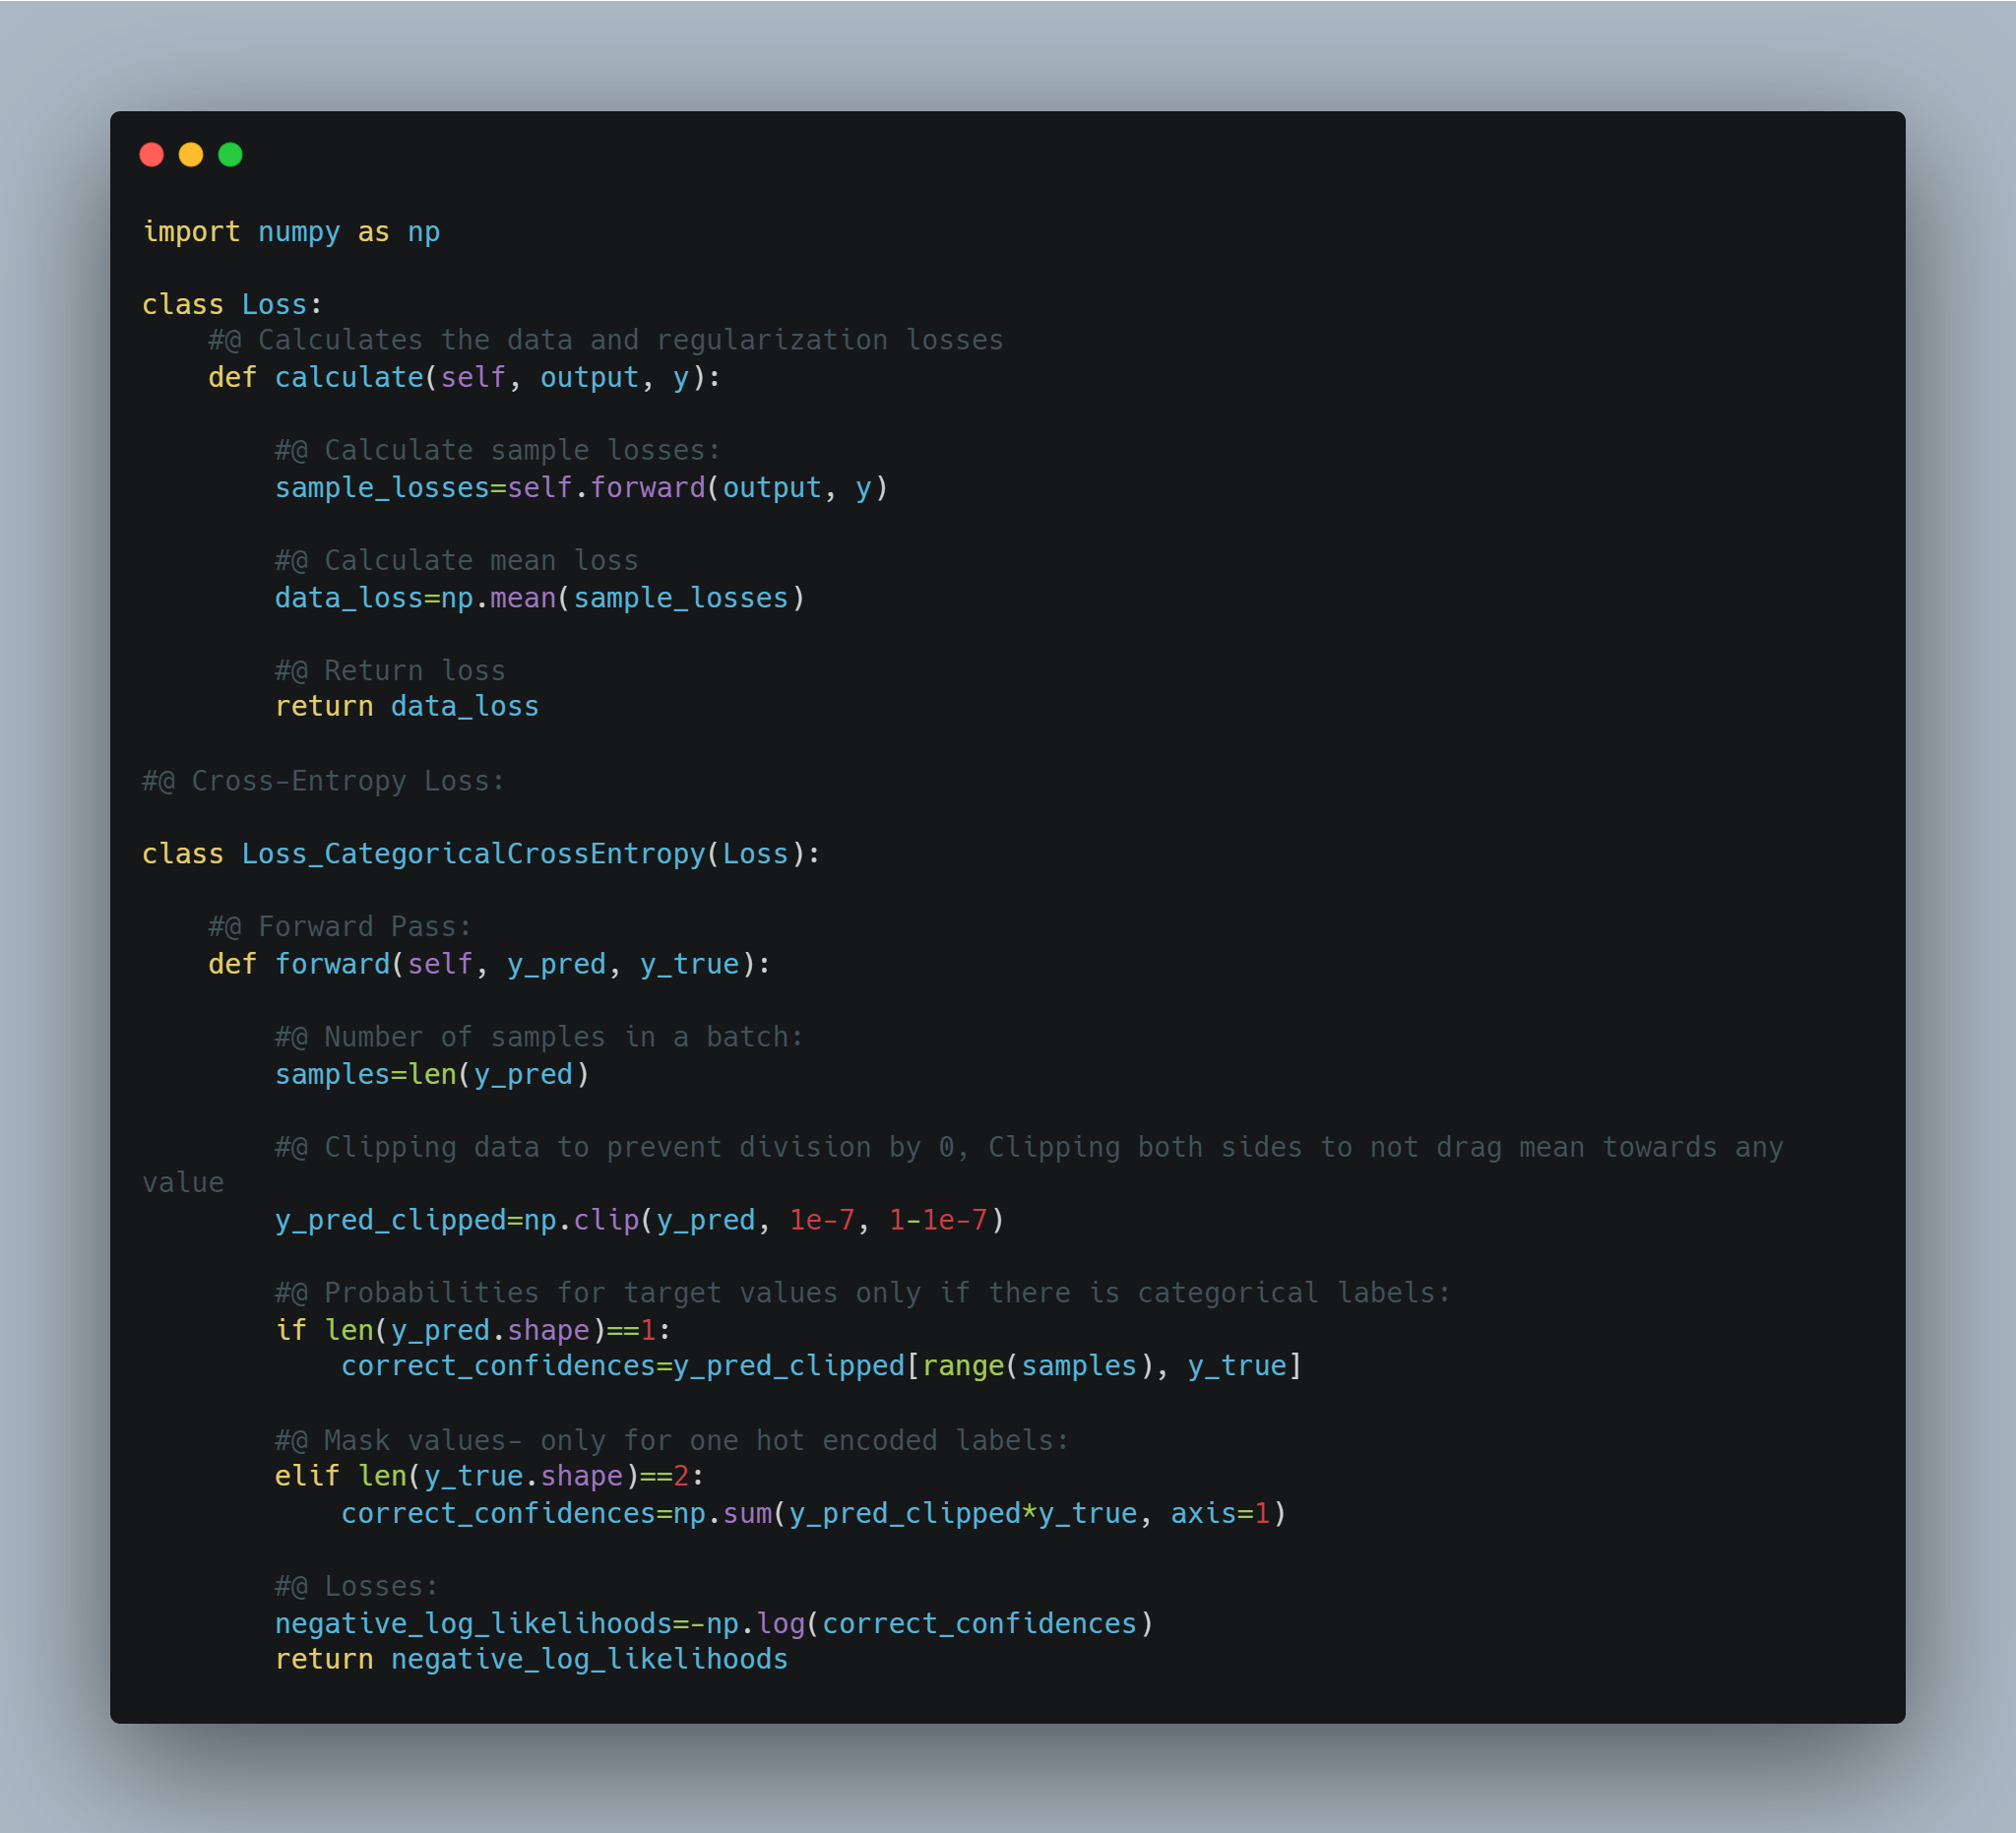 import numpy as np
class Loss:
    #@ Calculates the data and regularization losses
    def calculate(self, output, y):
        #@ Calculate sample losses:
        sample_losses=self.forward(output, y)
        #@ Calculate mean loss
        data_loss=np.mean(sample_losses)
        #@ Return loss
        return data_loss
#@ Cross-Entropy Loss:
class Loss_CategoricalCrossEntropy(Loss):
    #@ Forward Pass:
    def forward(self, y_pred, y_true):
        #@ Number of samples in a batch:
        samples=len(y_pred)
        #@ Clipping data to prevent division by 0, Clipping both sides to not drag mean towards any
value
        y_pred_clipped=np.clip(y_pred, 1e-7, 1-1e-7)
        #@ Probabilities for target values only if there is categorical labels:
        if len(y_pred.shape)==1:
            correct_confidences=y_pred_clipped[range(samples), y_true]
        #@ Mask values- only for one hot encoded labels:
        elif len(y_true.shape)==2:
            correct_confidences=np.sum(y_pred_clipped*y_true, axis=1)
        #@ Losses:
        negative_log_likelihoods=-np.log(correct_confidences)
        return negative_log_likelihoods